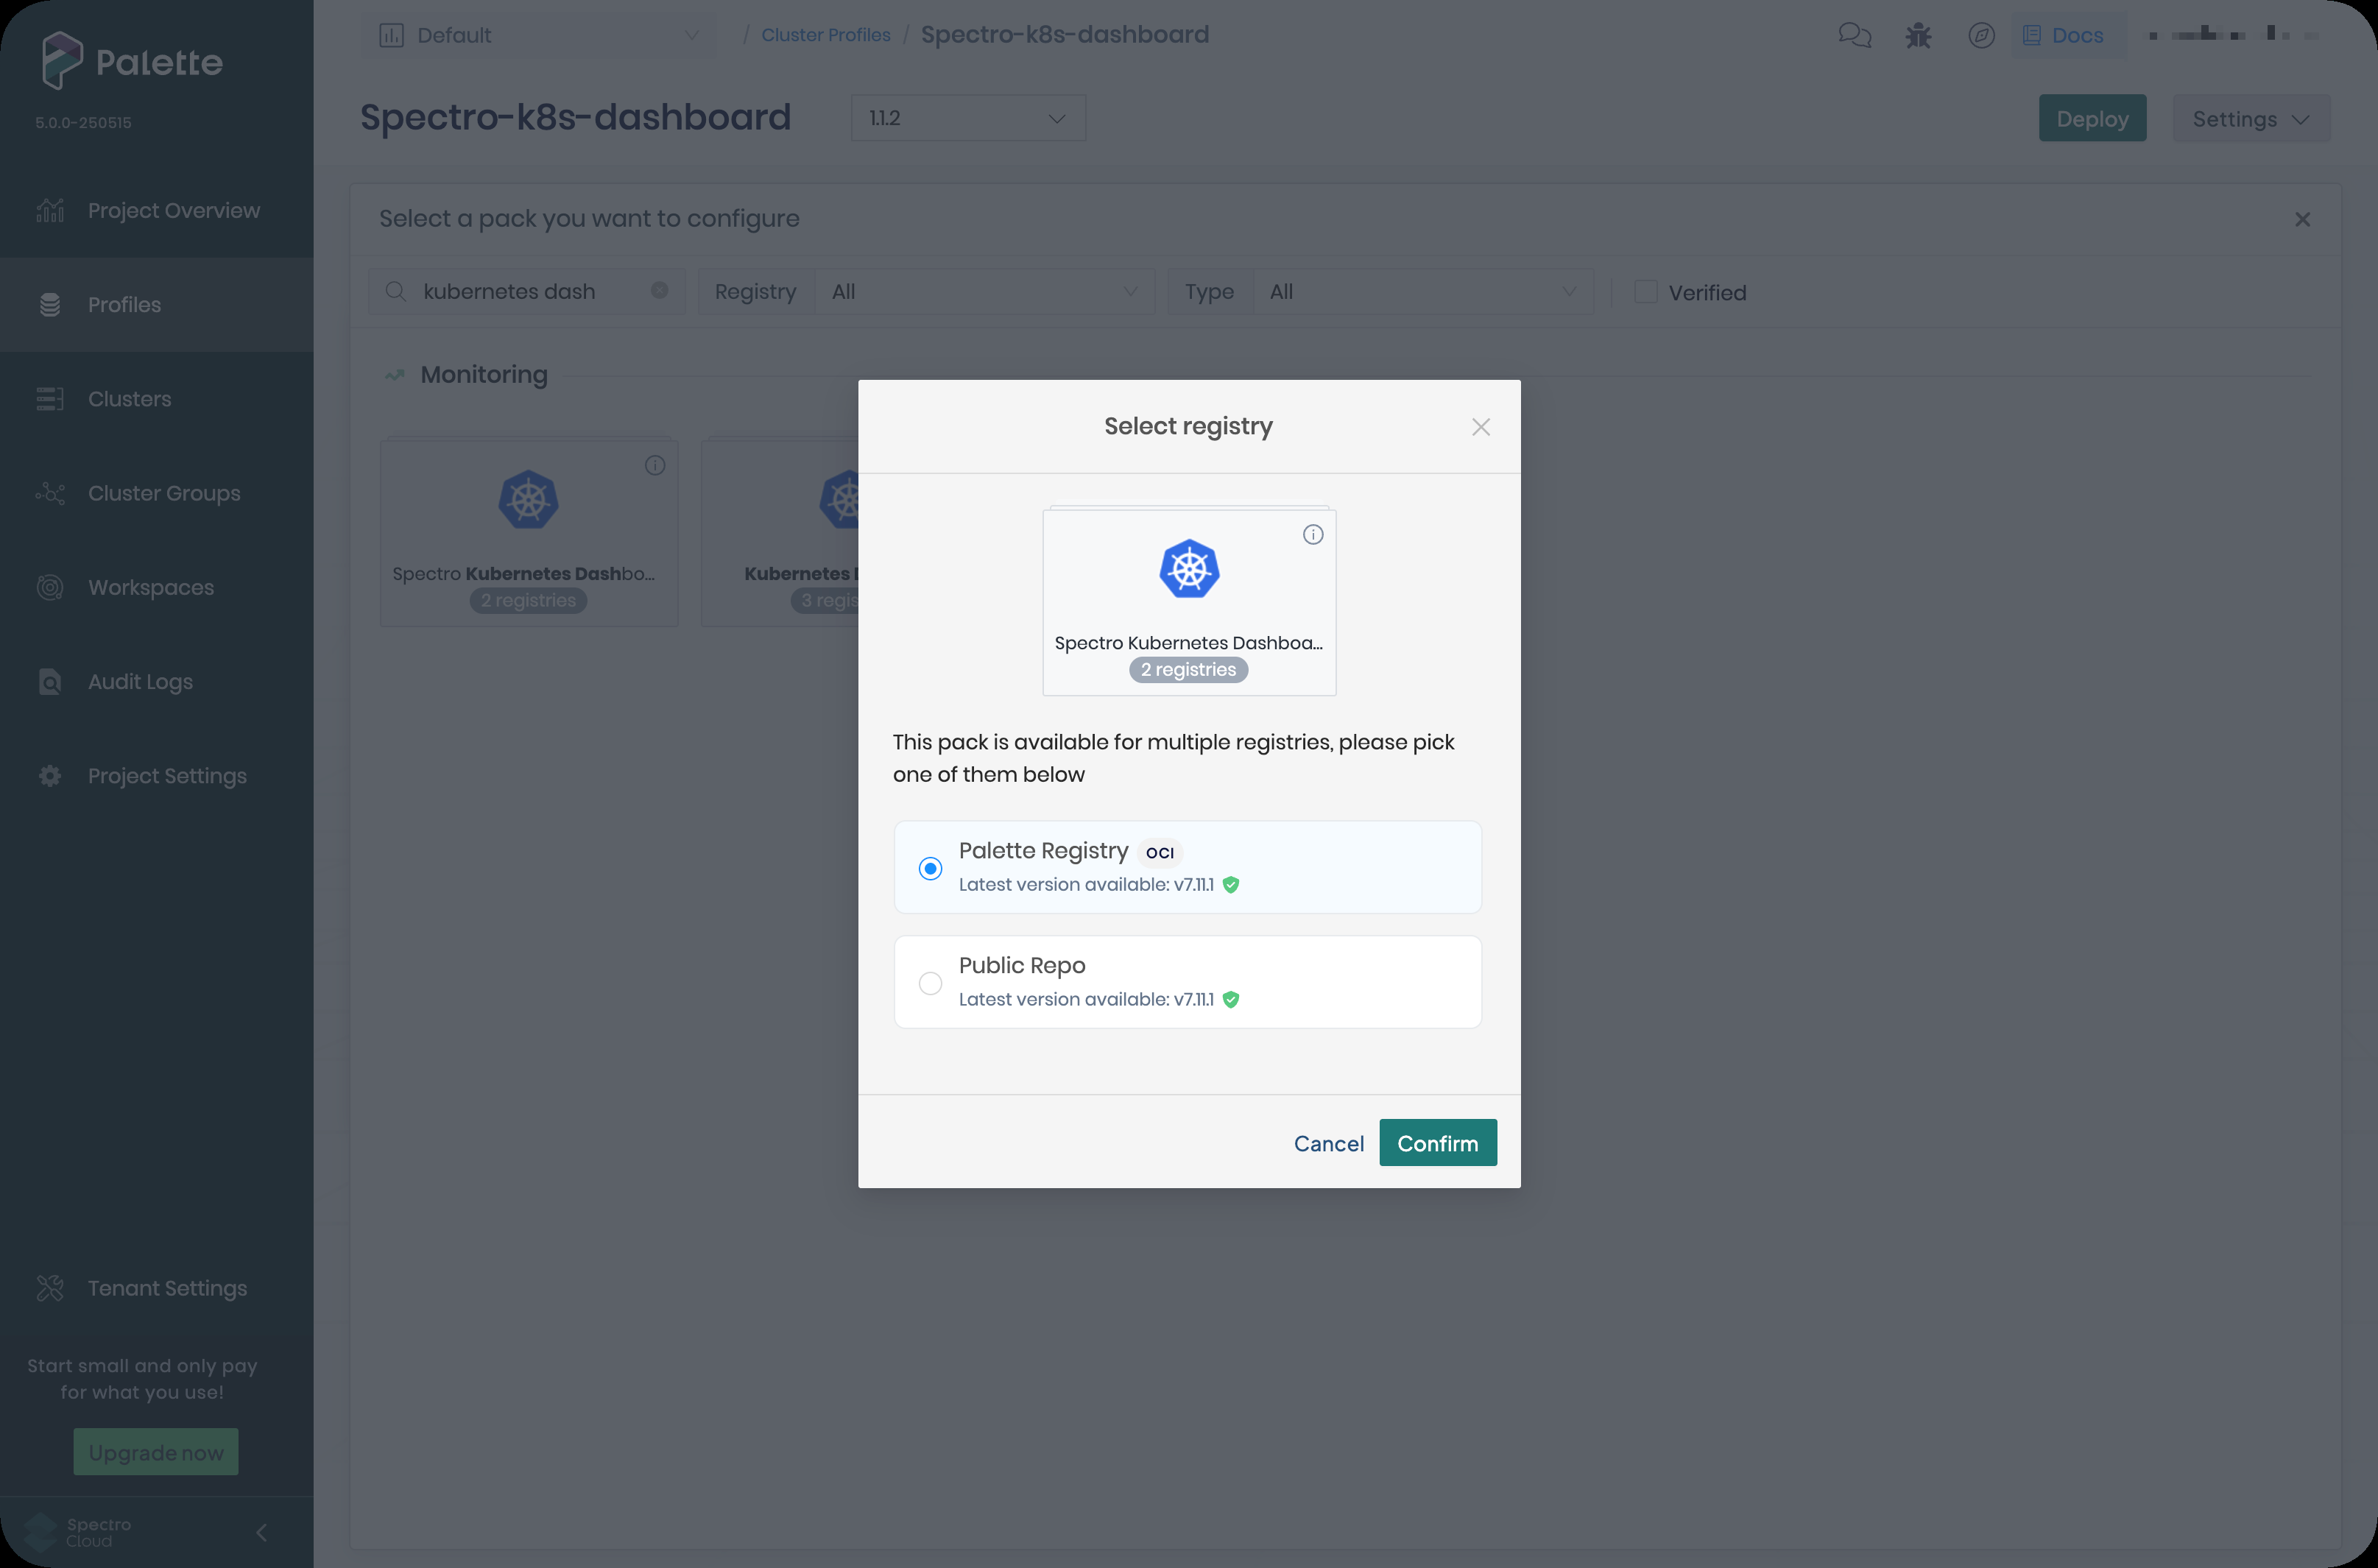 Palette
5.0.0-250515
Project Overview
Profiles
Clusters
Cluster Groups
Workspaces
Audit Logs
Project Settings
Tenant Settings
Start small and only pay
for what you use!
Upgrade now
Spectro
Cloud
Default
/ Cluster Profiles / Spectro-k8s-dashboard
Docs
Spectro-k8s-dashboard
1.1.2
Deploy
Settings
Select a pack you want to configure
kubernetes dash
Registry All
Type All
Verified
Monitoring
Spectro Kubernetes Dashbo...
2 registries
Kubernetes
3 regis
Select registry
Spectro Kubernetes Dashboa...
2 registries
This pack is available for multiple registries, please pick
one of them below
Palette Registry OCI
Latest version available: v7.11.1
Public Repo
Latest version available: v7.11.1
Cancel
Confirm